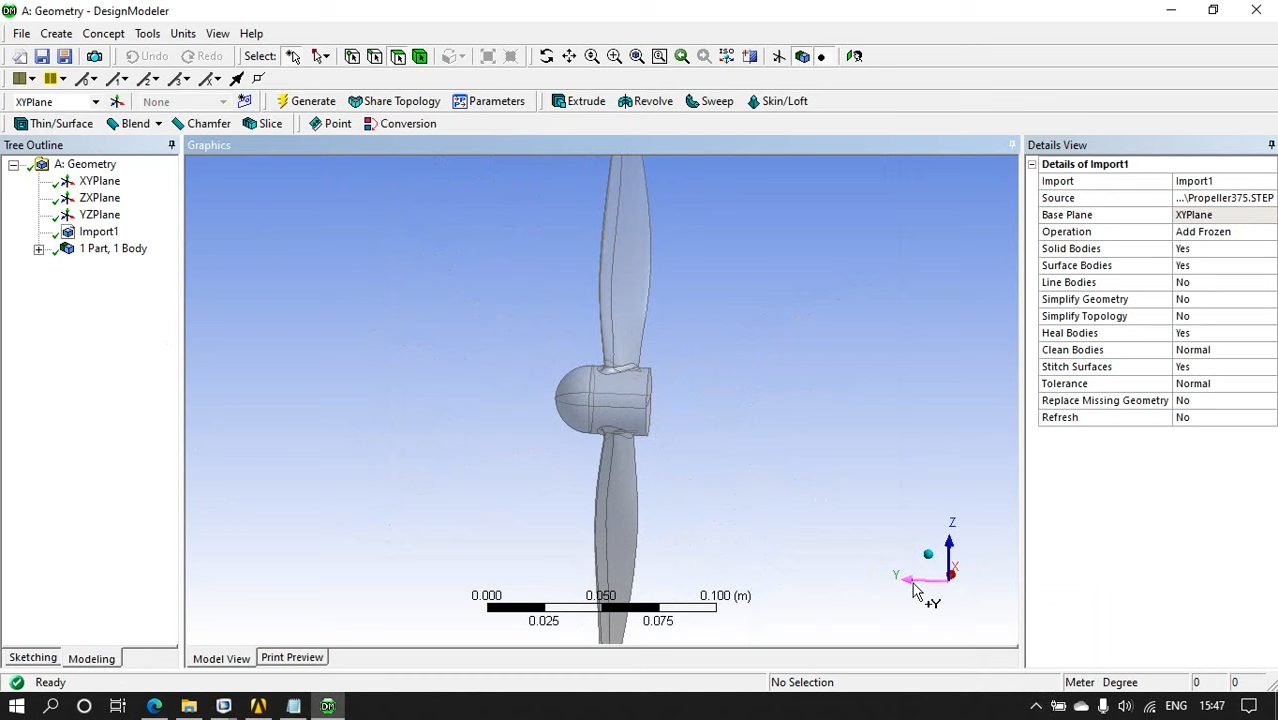 A: Geometry - DesignModeler
File Create Concept Tools Units View Help
Undo Redo Select: ISO
XYPlane None Generate Share Topology Parameters Extrude Revolve Sweep Skin/Loft
Thin/Surface Blend Chamfer Slice Point Conversion
Tree Outline
A: Geometry
XYPlane
ZXPlane
YZPlane
Import1
1 Part, 1 Body
Sketching Modeling
Graphics
0.000 0.050 0.100 (m)
0.025 0.075
Z
Y X
+Y
Model View Print Preview
Details View
Details of Import1
Import Import1
Source ...\Propeller375.STEP
Base Plane XYPlane
Operation Add Frozen
Solid Bodies Yes
Surface Bodies Yes
Line Bodies No
Simplify Geometry No
Simplify Topology No
Heal Bodies Yes
Clean Bodies Normal
Stitch Surfaces Yes
Tolerance Normal
Replace Missing Geometry No
Refresh No
Ready No Selection Meter Degree 0 0
DM ENG 15:47